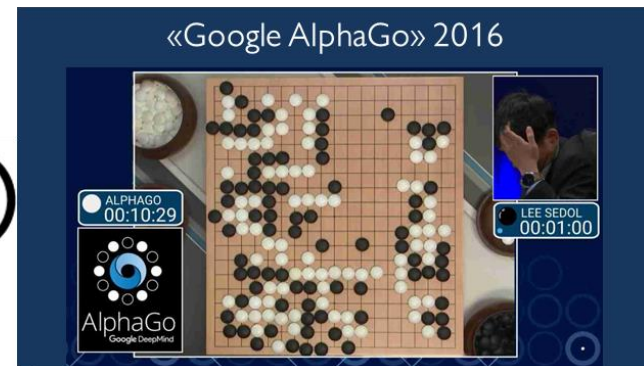 «Google AlphaGo» 2016
ALPHAGO
00:10:29
LEE SEDOL
00:01:00
AlphaGo
Google DeepMind